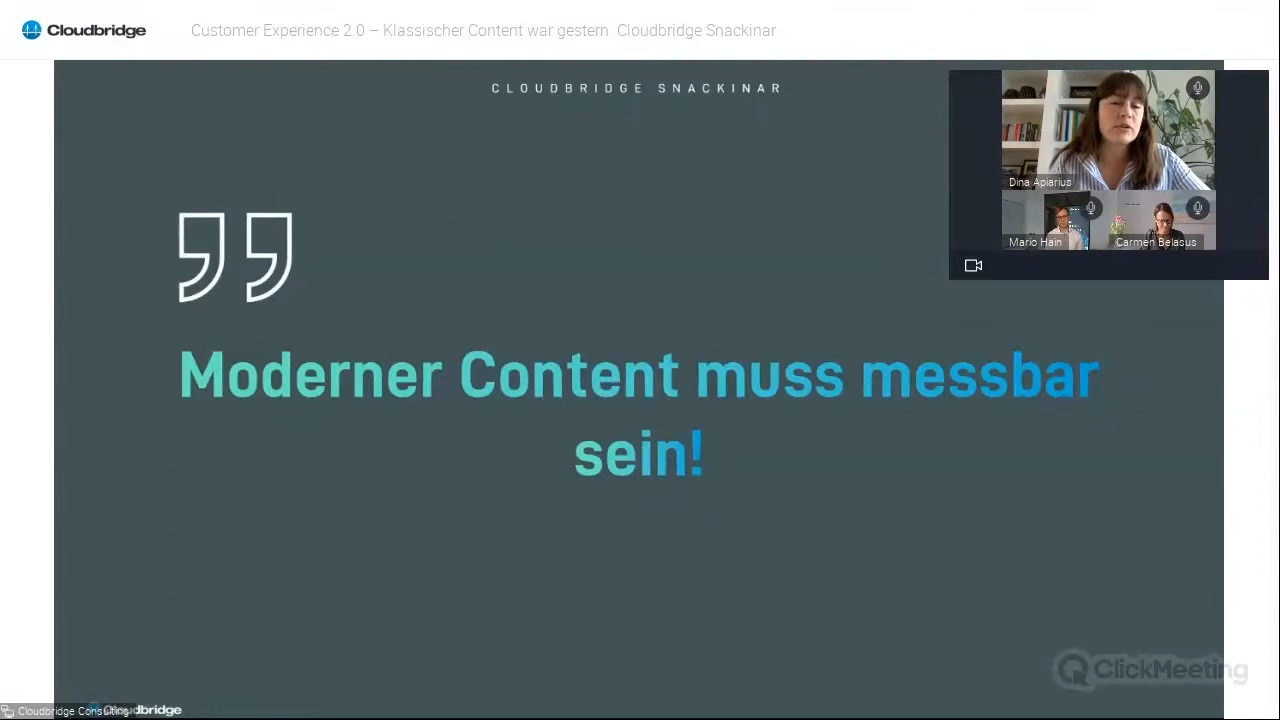 Cloudbridge
Customer Experience 2.0 – Klassischer Content war gestern. Cloudbridge Snackinar
CLOUDBRIDGE SNACKINAR
Dina Apiarius
Mario Hain
Carmen Belasus
Moderner Content muss messbar
sein!
ClickMeeting
Cloudbridge Consulting
Cloudbridge